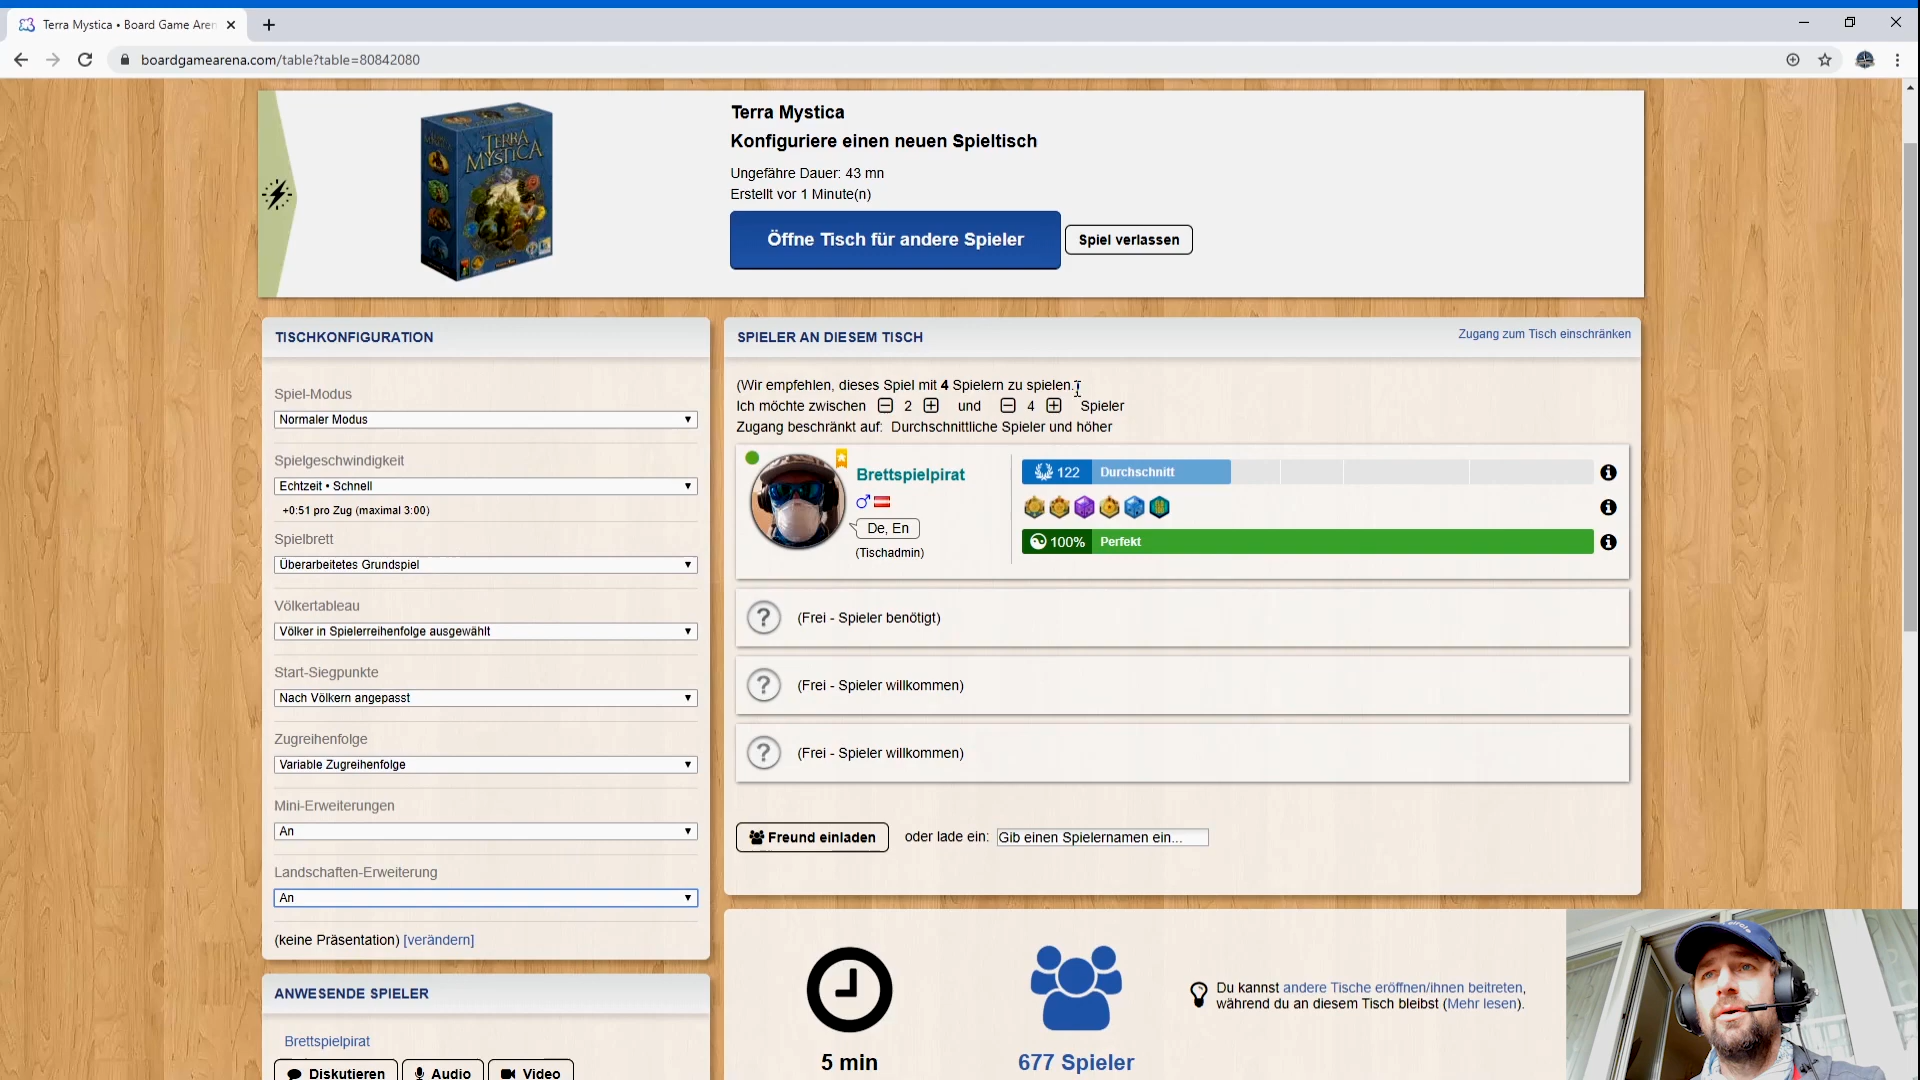 Terra Mystica • Board Game Aren
boardgamearena.com/table?table=80842080
TERRA
MYSTICA
Terra Mystica
Konfiguriere einen neuen Spieltisch
Ungefähre Dauer: 43 mn
Erstellt vor 1 Minute(n)
Öffne Tisch für andere Spieler
Spiel verlassen
TISCHKONFIGURATION
Spiel-Modus
Normaler Modus
Spielgeschwindigkeit
Echtzeit • Schnell
+0:51 pro Zug (maximal 3:00)
Spielbrett
Überarbeitetes Grundspiel
Völkertableau
Völker in Spielerreihenfolge ausgewählt
Start-Siegpunkte
Nach Völkern angepasst
Zugreihenfolge
Variable Zugreihenfolge
Mini-Erweiterungen
An
Landschaften-Erweiterung
An
(keine Präsentation) [verändern]
ANWESENDE SPIELER
Brettspielpirat
Diskutieren
Audio
Video
SPIELER AN DIESEM TISCH
Zugang zum Tisch einschränken
(Wir empfehlen, dieses Spiel mit 4 Spielern zu spielen.)
Ich möchte zwischen 2 und 4 Spieler
Zugang beschränkt auf: Durchschnittliche Spieler und höher
Brettspielpirat
De, En
(Tischadmin)
122 Durchschnitt
100% Perfekt
? (Frei - Spieler benötigt)
? (Frei - Spieler willkommen)
? (Frei - Spieler willkommen)
Freund einladen
oder lade ein: Gib einen Spielernamen ein...
5 min
677 Spieler
Du kannst andere Tische eröffnen/ihnen beitreten,
während du an diesem Tisch bleibst (Mehr lesen).